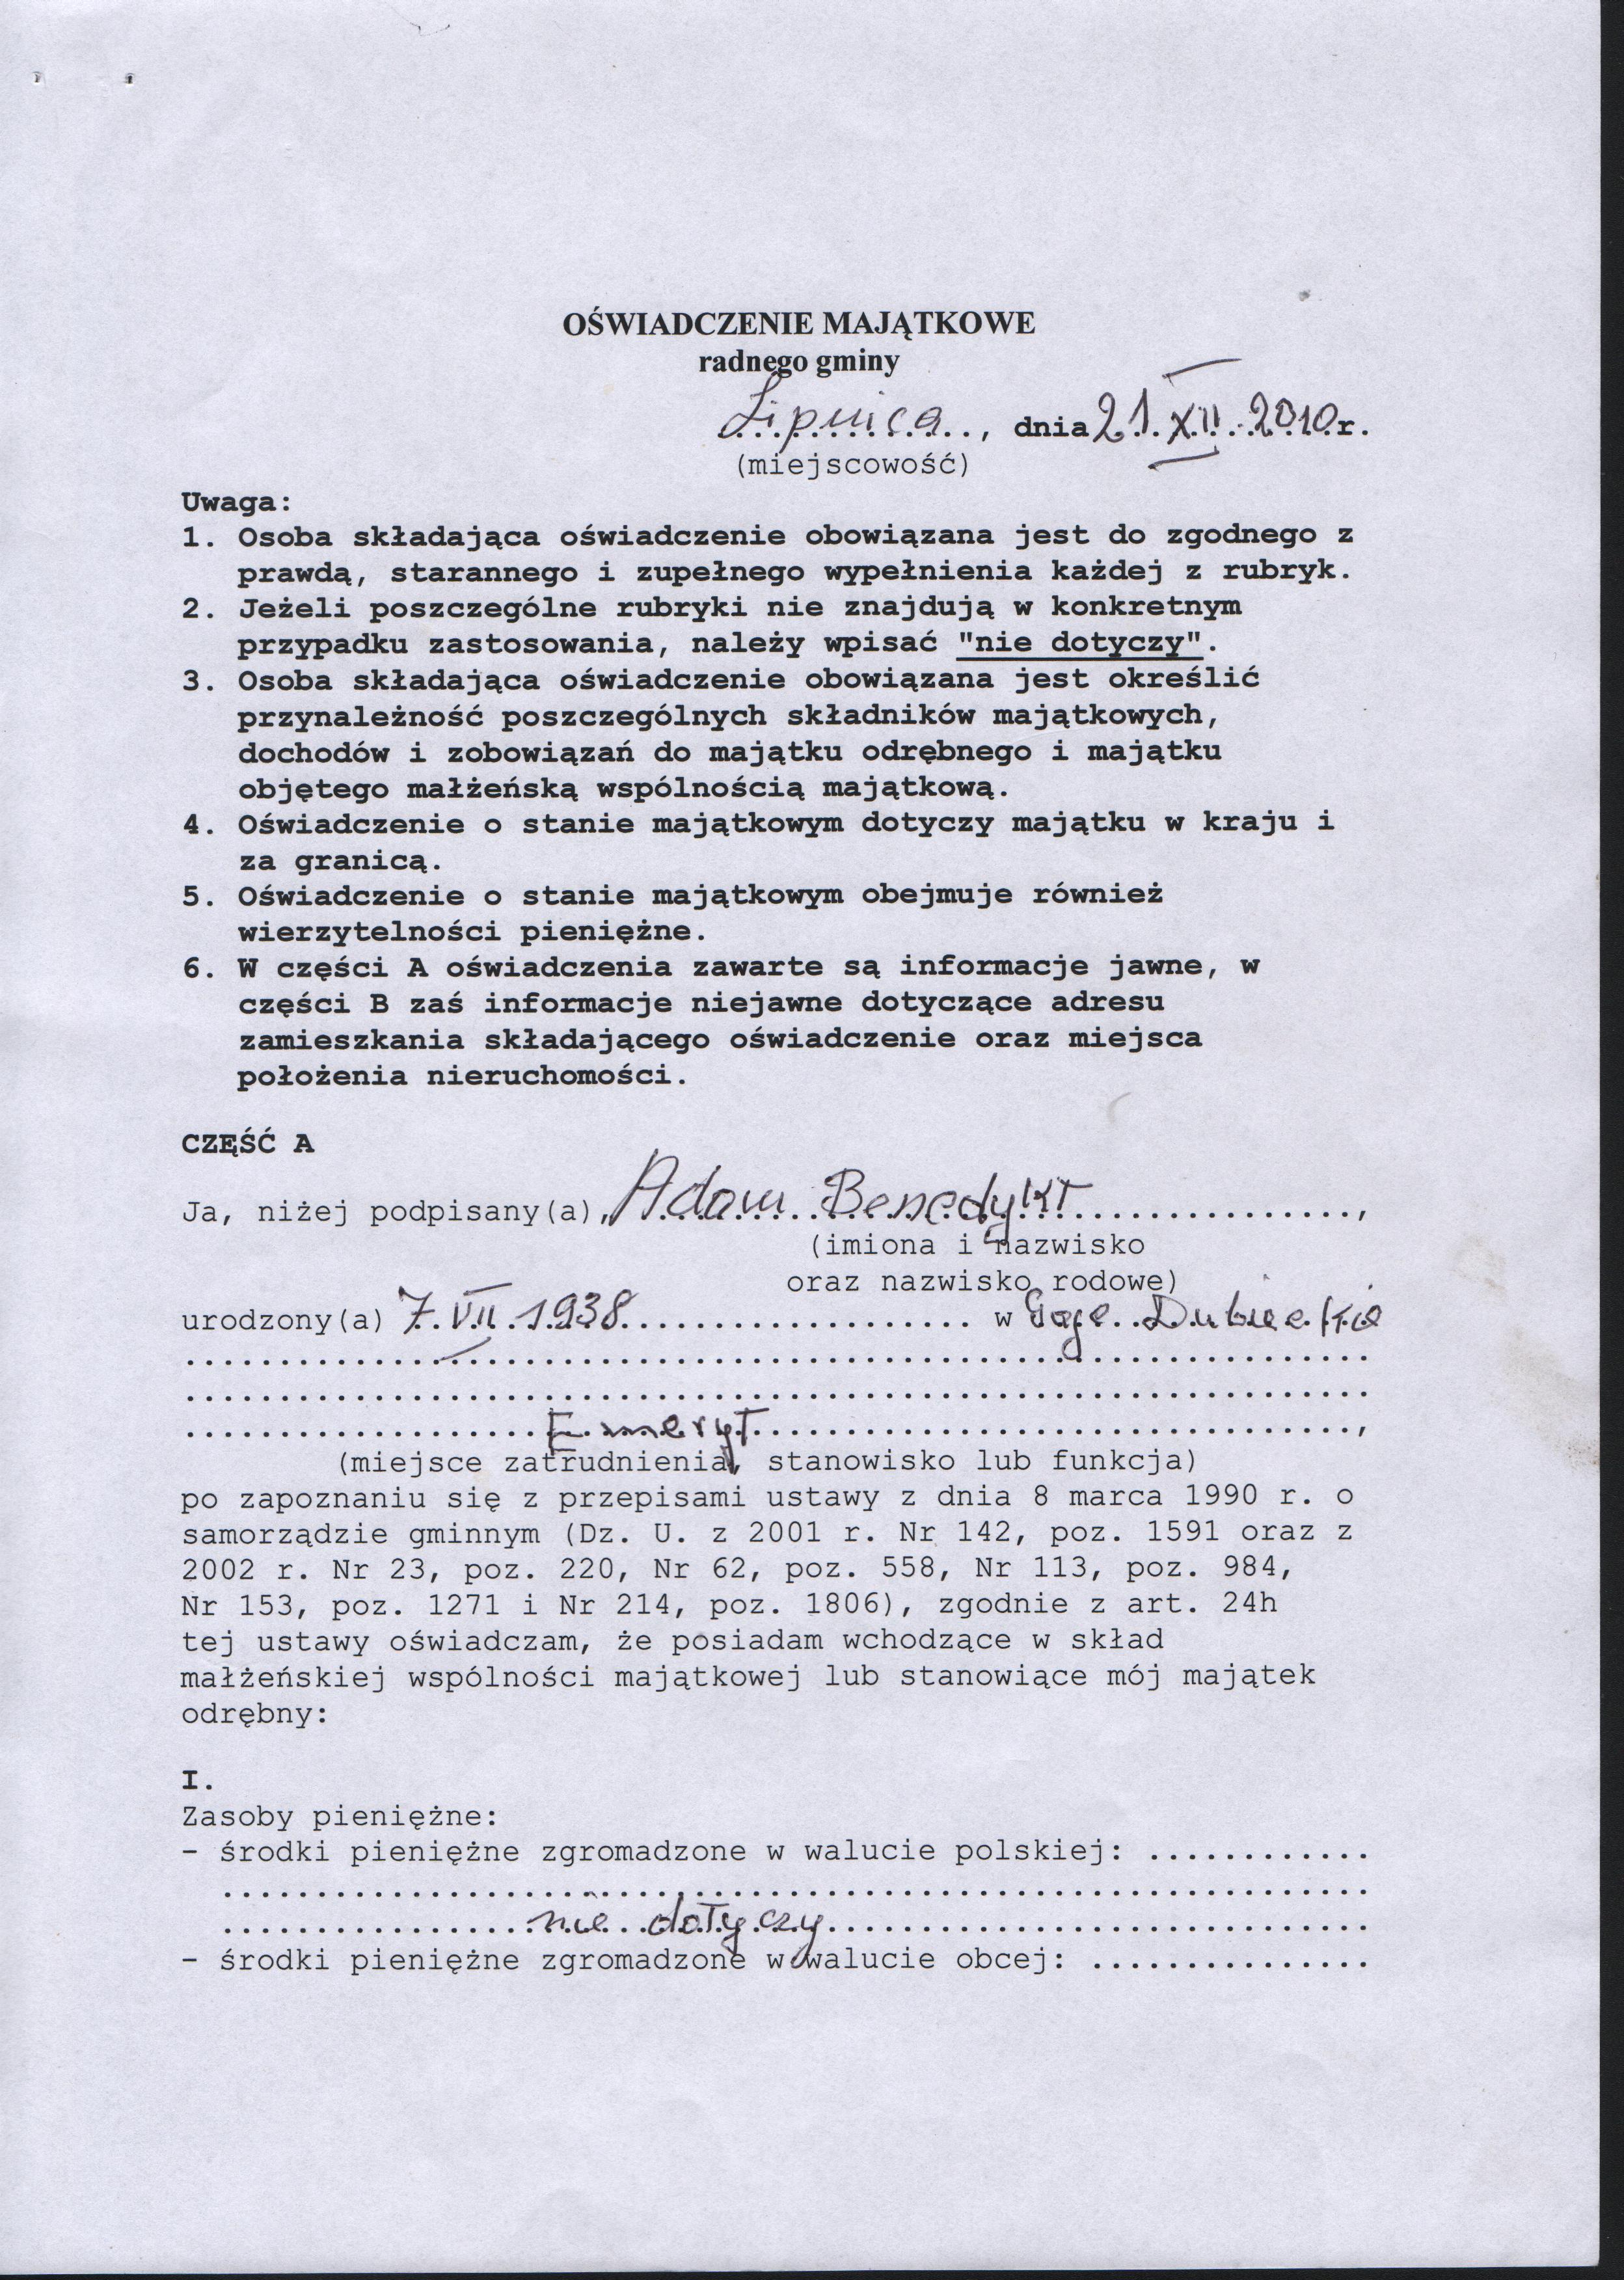 OŚWIADCZENIE MAJĄTKOWE
radnego gminy
Lipnica.., dnia 21.XII.2010r.
(miejscowość)
Uwaga:
1. Osoba składająca oświadczenie obowiązana jest do zgodnego z
prawdą, starannego i zupełnego wypełnienia każdej z rubryk.
2. Jeżeli poszczególne rubryki nie znajdują w konkretnym
przypadku zastosowania, należy wpisać "nie dotyczy".
3. Osoba składająca oświadczenie obowiązana jest określić
przynależność poszczególnych składników majątkowych,
dochodów i zobowiązań do majątku odrębnego i majątku
objętego małżeńską wspólnością majątkową.
4. Oświadczenie o stanie majątkowym dotyczy majątku w kraju i
za granicą.
5. Oświadczenie o stanie majątkowym obejmuje również
wierzytelności pieniężne.
6. W części A oświadczenia zawarte są informacje jawne, w
części B zaś informacje niejawne dotyczące adresu
zamieszkania składającego oświadczenie oraz miejsca
położenia nieruchomości.
CZĘŚĆ A
Ja, niżej podpisany(a), Adam Benedykt................,
(imiona i nazwisko
oraz nazwisko rodowe)
urodzony(a) 7.VII.1938................... w
Emeryt
(miejsce zatrudnienia, stanowisko lub funkcja)
po zapoznaniu się z przepisami ustawy z dnia 8 marca 1990 r. o
samorządzie gminnym (Dz. U. z 2001 r. Nr 142, poz. 1591 oraz z
2002 r. Nr 23, poz. 220, Nr 62, poz. 558, Nr 113, poz. 984,
Nr 153, poz. 1271 i Nr 214, poz. 1806), zgodnie z art. 24h
tej ustawy oświadczam, że posiadam wchodzące w skład
małżeńskiej wspólności majątkowej lub stanowiące mój majątek
odrębny:
I.
Zasoby pieniężne:
- środki pieniężne zgromadzone w walucie polskiej: ............
nie dotyczy
- środki pieniężne zgromadzone w walucie obcej: ...............